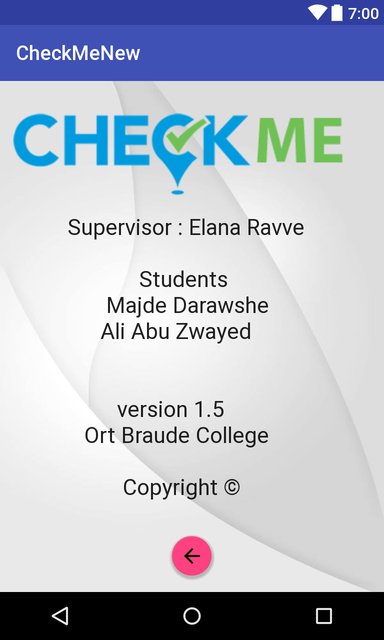 7:00
CheckMeNew
CHECK ME
Supervisor : Elana Ravve
Students
Majde Darawshe
Ali Abu Zwayed
version 1.5
Ort Braude College
Copyright ©